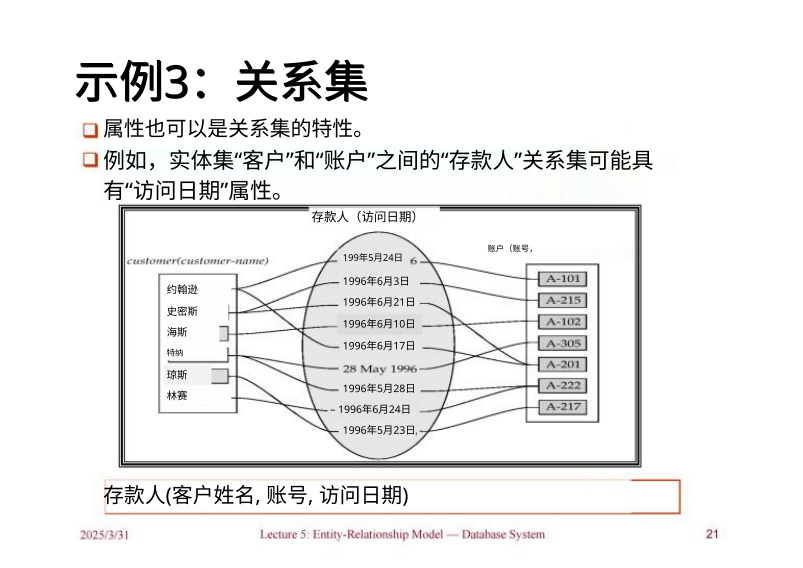 示例3：关系集
属性也可以是关系集的特性。
例如，实体集“客户”和“账户”之间的“存款人”关系集可能具
有“访问日期”属性。
存款人（访问日期）
账户（账号，
customer(customer-name)
199年5月24日 6
约翰逊
史密斯
海斯
特纳
琼斯
林赛
1996年6月3日
1996年6月21日
1996年6月10日
1996年6月17日
28 May 1996
1996年5月28日
1996年6月24日
1996年5月23日,
A-101
A-215
A-102
A-305
A-201
A-222
A-217
存款人(客户姓名, 账号, 访问日期)
2025/3/31
Lecture 5: Entity-Relationship Model — Database System
21